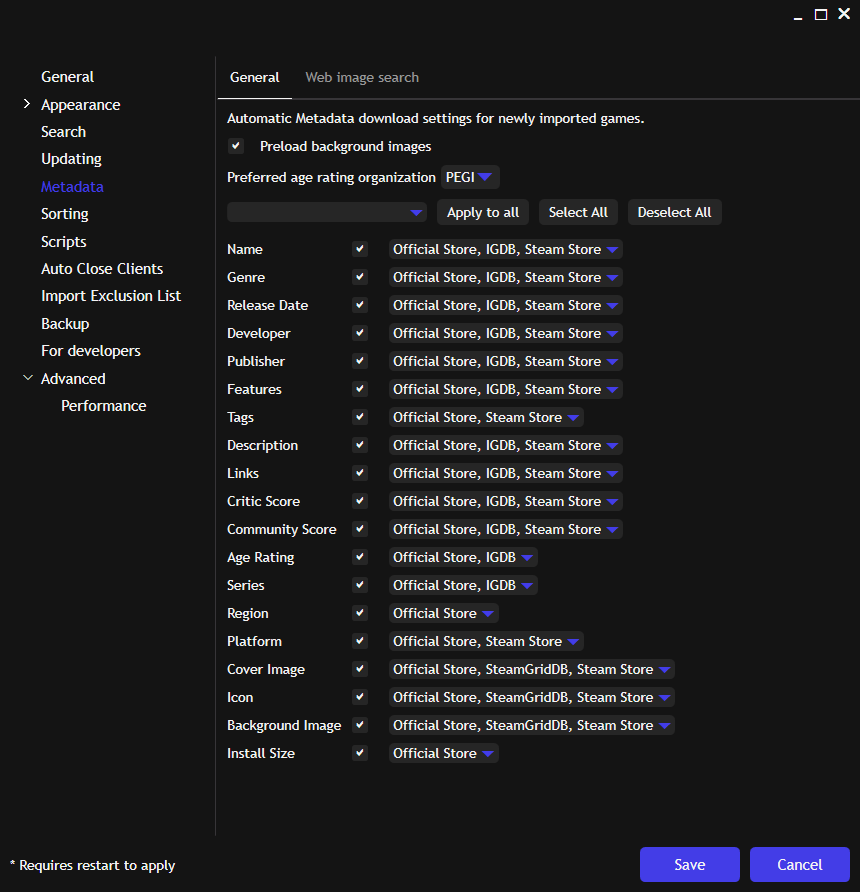 General
Appearance
Search
Updating
Metadata
Sorting
Scripts
Auto Close Clients
Import Exclusion List
Backup
For developers
Advanced
Performance
General Web image search
Automatic Metadata download settings for newly imported games.
Preload background images
Preferred age rating organization PEGI
Apply to all Select All Deselect All
Name Official Store, IGDB, Steam Store
Genre Official Store, IGDB, Steam Store
Release Date Official Store, IGDB, Steam Store
Developer Official Store, IGDB, Steam Store
Publisher Official Store, IGDB, Steam Store
Features Official Store, IGDB, Steam Store
Tags Official Store, Steam Store
Description Official Store, IGDB, Steam Store
Links Official Store, IGDB, Steam Store
Critic Score Official Store, IGDB, Steam Store
Community Score Official Store, IGDB, Steam Store
Age Rating Official Store, IGDB
Series Official Store, IGDB
Region Official Store
Platform Official Store, Steam Store
Cover Image Official Store, SteamGridDB, Steam Store
Icon Official Store, SteamGridDB, Steam Store
Background Image Official Store, SteamGridDB, Steam Store
Install Size Official Store
* Requires restart to apply Save Cancel